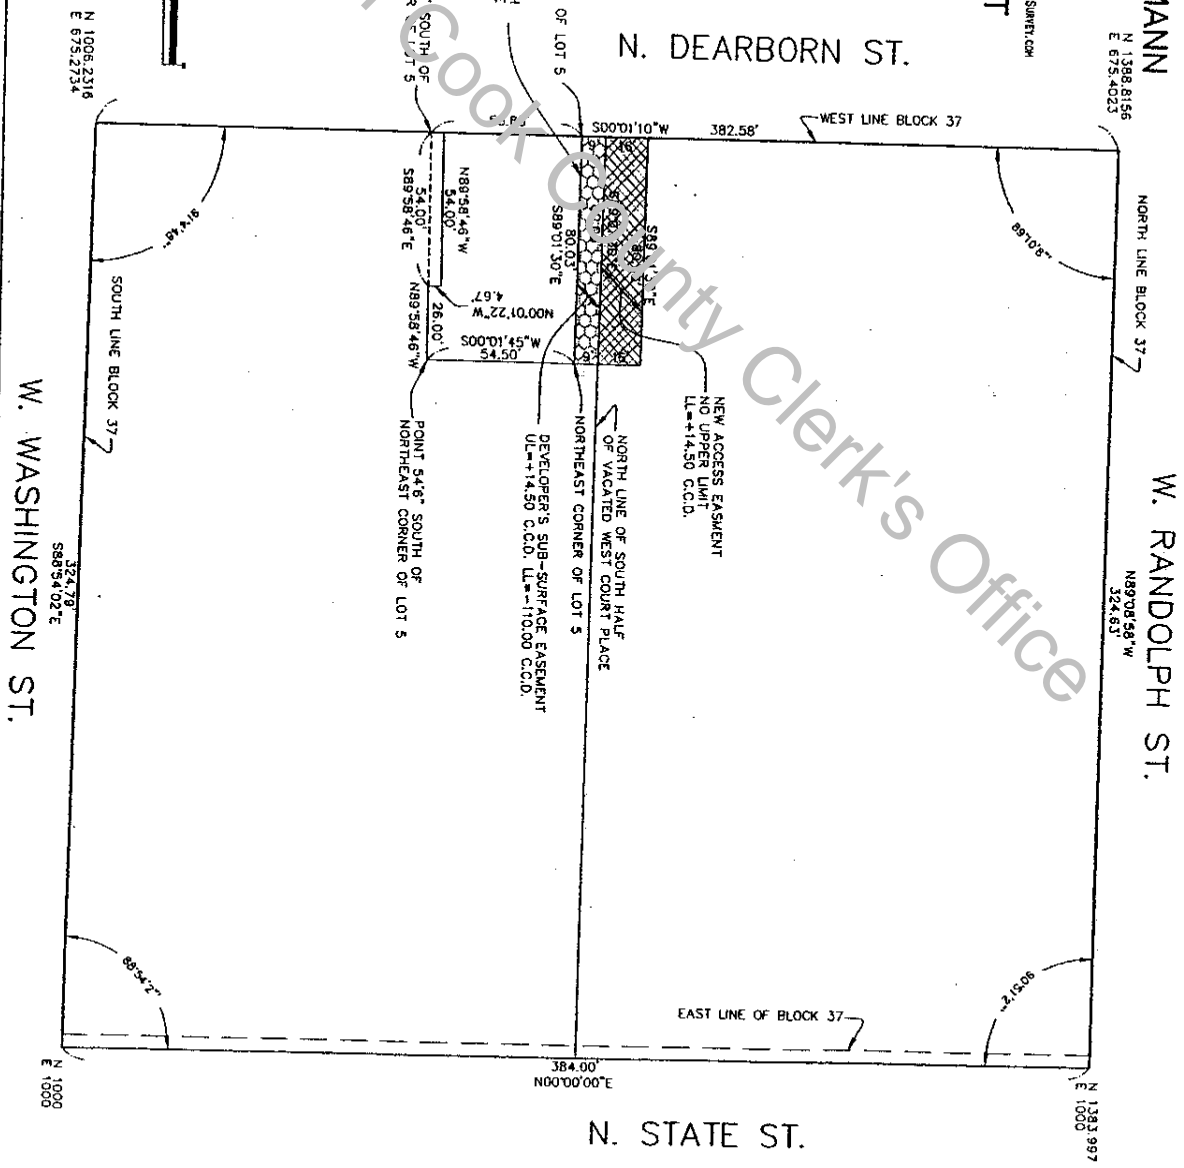 MANN
SURVEY.COM
T
N 1388.8156
E 675.4023
N. DEARBORN ST.
OF LOT 5
SOUTH OF
LOT 5
N 1006.2316
E 675.2734
S00°01'10"W
382.58'
WEST LINE BLOCK 37
NORTH LINE BLOCK 37
89°10'8"
91°4'48"
9'
16'
N89°58'46"W
54.00'
54.00'
S89°58'46"E
80.03'
S89°01'30"E
N00°01'22"W
4.67'
26.00'
N89°58'46"W
S00°01'45"W
54.50'
9'
16'
SOUTH LINE BLOCK 37
NEW ACCESS EASMENT
NO UPPER LIMIT
LL=+14.50 C.C.D.
NORTH LINE OF SOUTH HALF
OF VACATED WEST COURT PLACE
NORTHEAST CORNER OF LOT 5
DEVELOPER'S SUB-SURFACE EASEMENT
UL=+14.50 C.C.D. LL=-110.00 C.C.D.
POINT 54'6" SOUTH OF
NORTHEAST CORNER OF LOT 5
W. RANDOLPH ST.
N89°08'58"W
324.63'
W. WASHINGTON ST.
324.79'
S88°54'02"E
88°54'2"
90°51'2"
EAST LINE OF BLOCK 37
384.00'
N00°00'00"E
N 1000
E 1000
N 1383.997
E 1000
N. STATE ST.
Cook County Clerk's Office